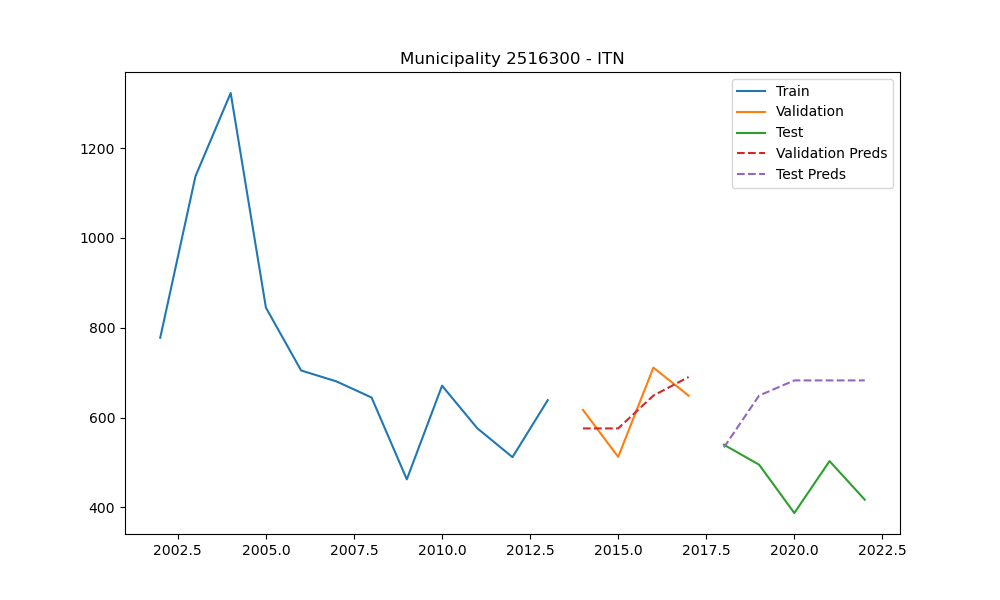 Municipality 2516300 - ITN
Train
Validation
Test
Validation Preds
Test Preds
1200
1000
800
600
400
2002.5 2005.0 2007.5 2010.0 2012.5 2015.0 2017.5 2020.0 2022.5